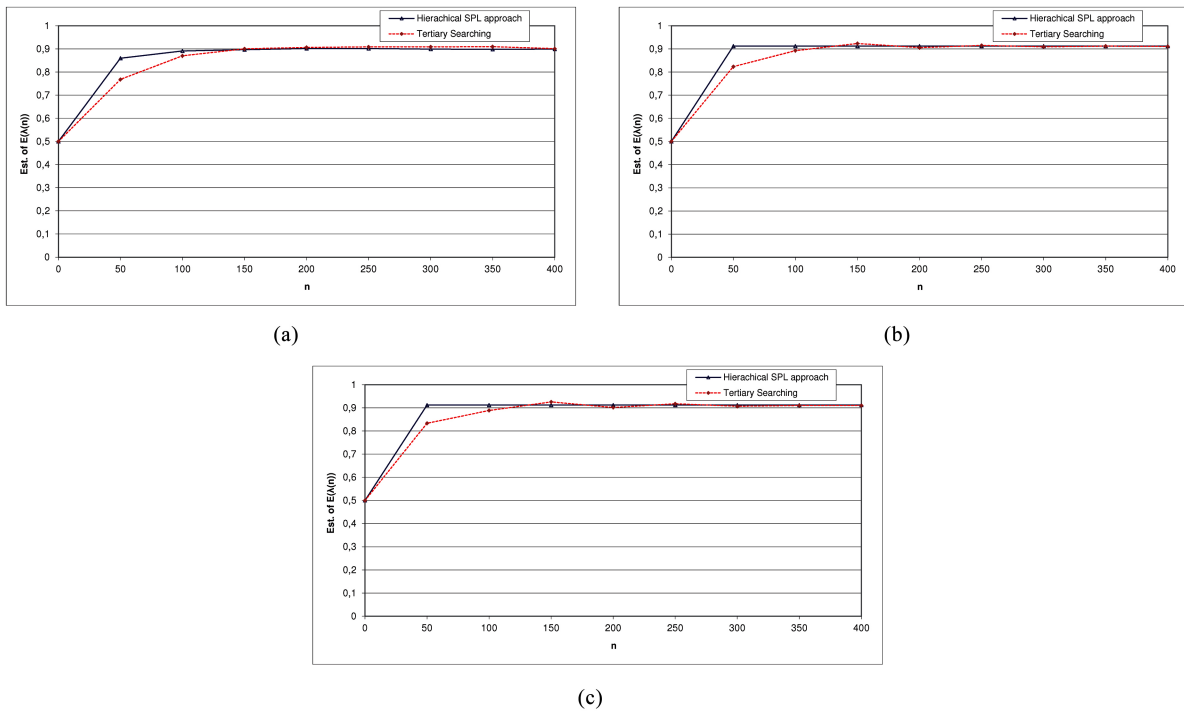 Hierachical SPL approach
Tertiary Searching
1
0,9
0,8
0,7
0,6
0,5
0,4
0,3
0,2
0,1
0
Est. of E(λ(n))
0 50 100 150 200 250 300 350 400
n
(a)
Hierachical SPL approach
Tertiary Searching
1
0,9
0,8
0,7
0,6
0,5
0,4
0,3
0,2
0,1
0
Est. of E(λ(n))
0 50 100 150 200 250 300 350 400
n
(b)
Hierachical SPL approach
Tertiary Searching
1
0,9
0,8
0,7
0,6
0,5
0,4
0,3
0,2
0,1
0
Est. of E(λ(n))
0 50 100 150 200 250 300 350 400
n
(c)